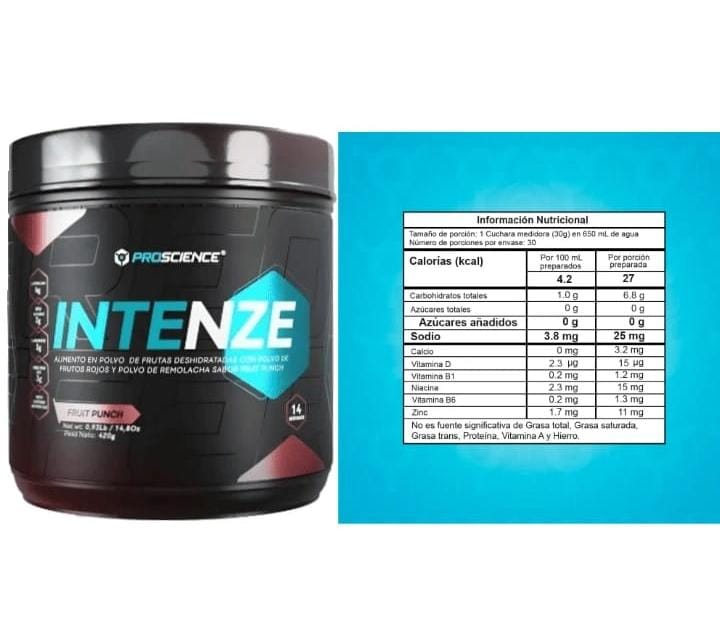 PROSCIENCE®
INTENZE
ALIMENTO EN POLVO DE FRUTAS DESHIDRATADAS CON POLVO DE
FRUTOS ROJOS Y POLVO DE REMOLACHA SABOR FRUIT PUNCH
FRUIT PUNCH
Net wt: 0,93Lb / 14,8Oz
Peso Neto: 420g
14
Información Nutricional
Tamaño de porción: 1 Cuchara medidora (30g) en 650 mL de agua
Número de porciones por envase: 30
Calorías (kcal) Por 100 mL preparados Por porción preparada
4.2 27
Carbohidratos totales 1.0 g 6,8 g
Azúcares totales 0 g 0 g
Azúcares añadidos 0 g 0 g
Sodio 3.8 mg 25 mg
Calcio 0 mg 3.2 mg
Vitamina D 2.3 µg 15 µg
Vitamina B1 0.2 mg 1.2 mg
Niacina 2.3 mg 15 mg
Vitamina B6 0.2 mg 1.3 mg
Zinc 1.7 mg 11 mg
No es fuente significativa de Grasa total, Grasa saturada,
Grasa trans, Proteína, Vitamina A y Hierro.